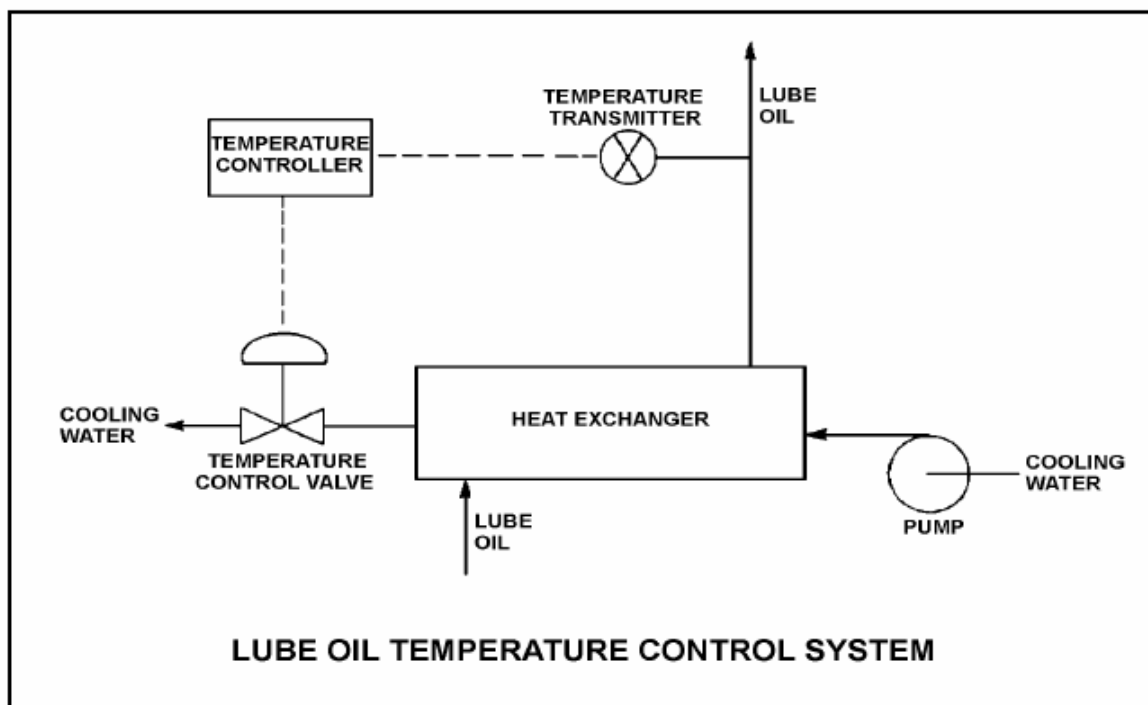 TEMPERATURE
TRANSMITTER
LUBE
OIL
TEMPERATURE
CONTROLLER
HEAT EXCHANGER
COOLING
WATER
TEMPERATURE
CONTROL VALVE
COOLING
WATER
PUMP
LUBE
OIL
LUBE OIL TEMPERATURE CONTROL SYSTEM